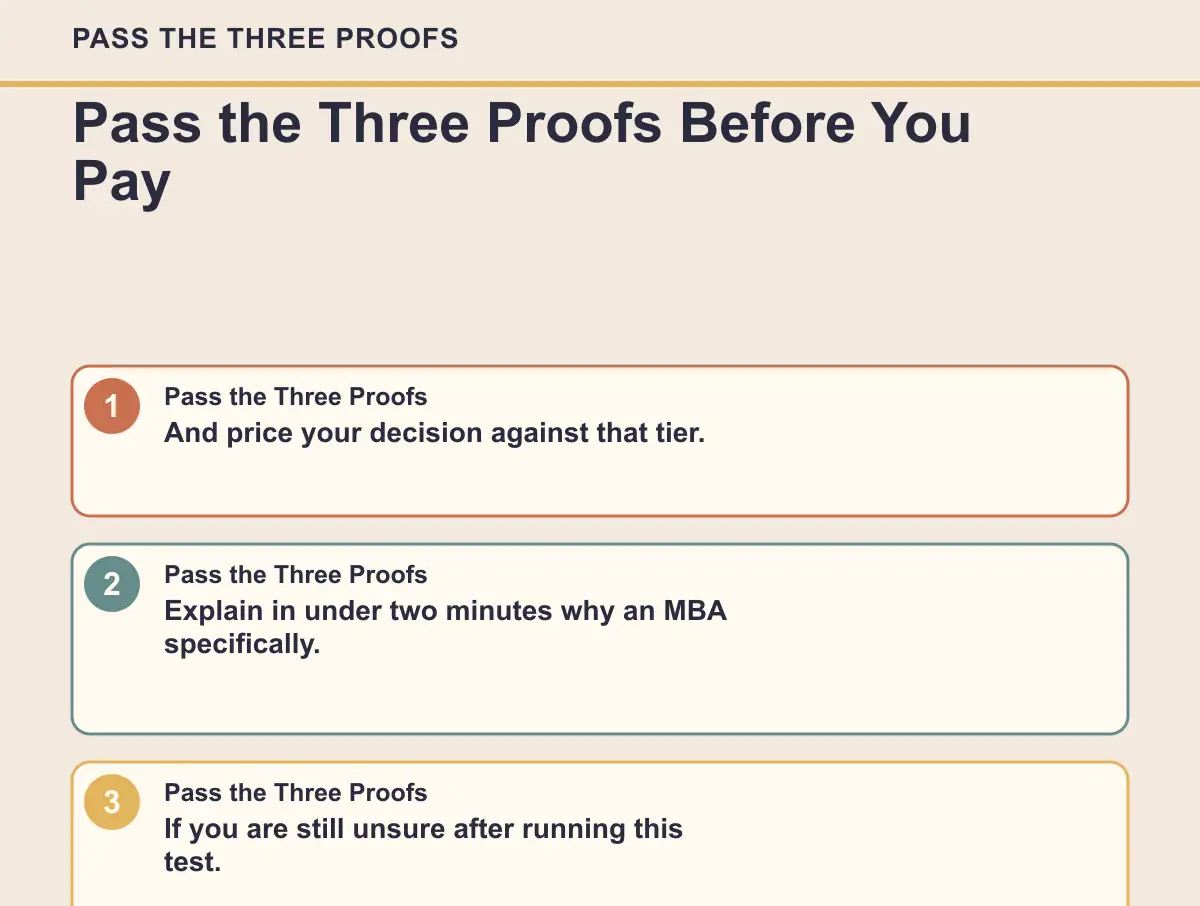 PASS THE THREE PROOFS
Pass the Three Proofs Before You
Pay
1
Pass the Three Proofs
And price your decision against that tier.
2
Pass the Three Proofs
Explain in under two minutes why an MBA
specifically.
3
Pass the Three Proofs
If you are still unsure after running this
test.